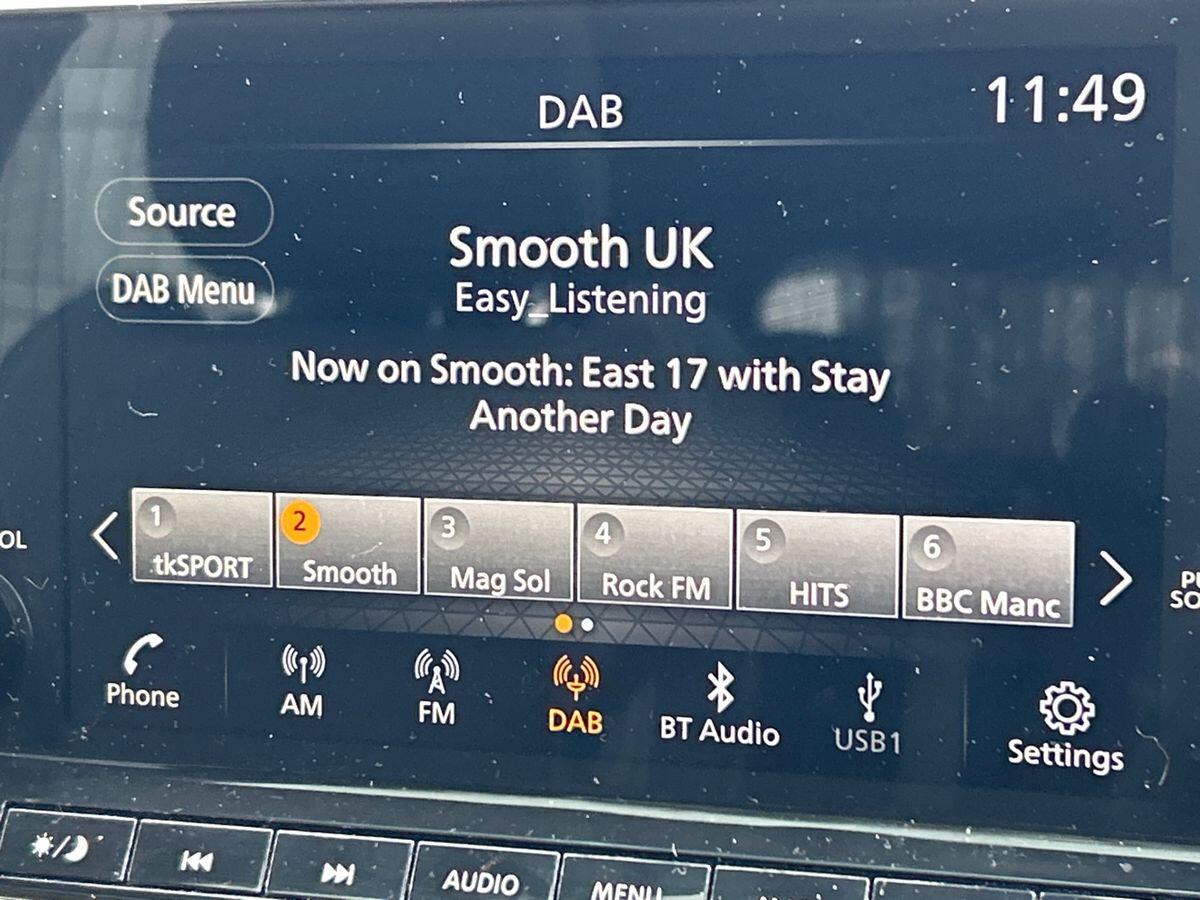 DAB
11:49
Source
DAB Menu
Smooth UK
Easy_Listening
Now on Smooth: East 17 with Stay
Another Day
1
tkSPORT
2
Smooth
3
Mag Sol
4
Rock FM
5
HITS
6
BBC Manc
OL
Phone
AM
FM
DAB
BT Audio
USB1
Settings
AUDIO
MENU